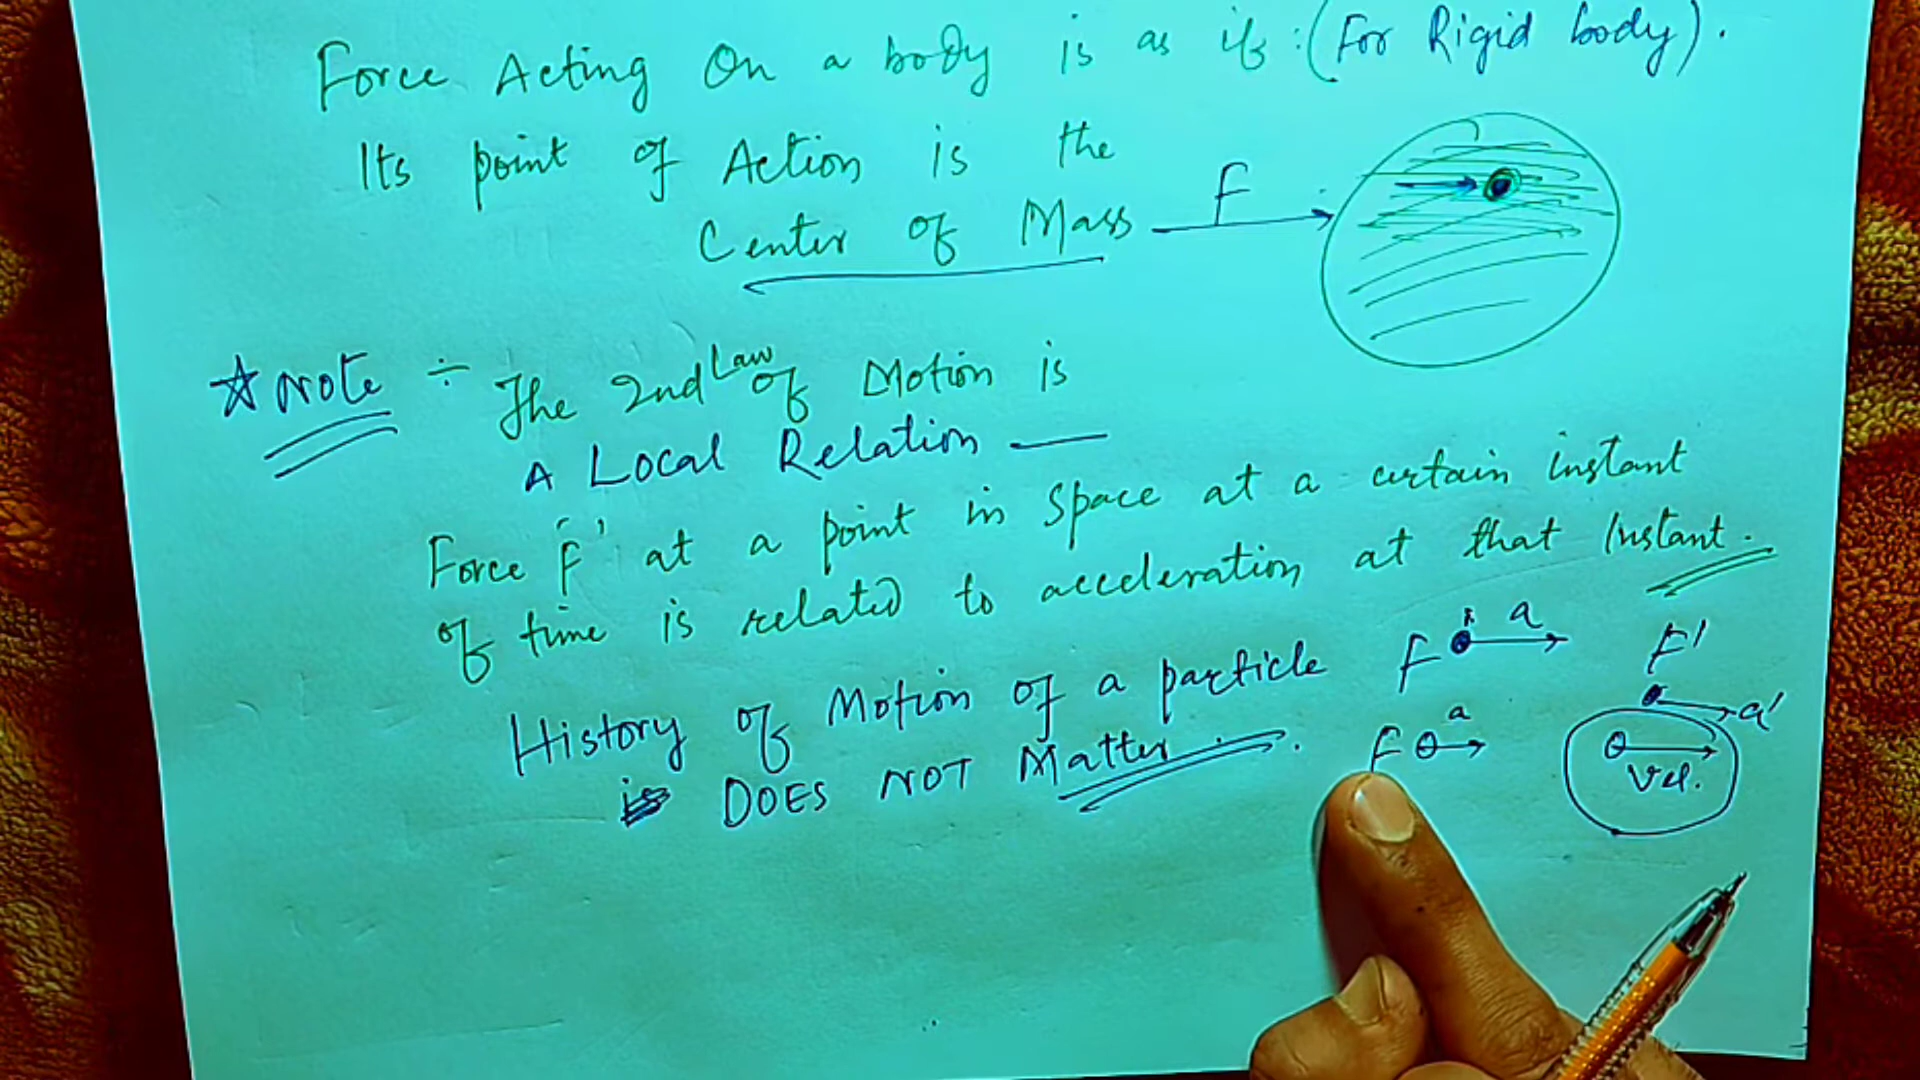 Force Acting On a body is as if : (For Rigid body).
Its point of Action is the
Center of Mass
F
☆ Note ÷ The 2nd Law of Motion is
A Local Relation —
Force 'F' at a point in space at a certain instant
of time is related to acceleration at that Instant.
History of Motion of a particle
DOES NOT Matter.
F a
F'
a'
F a
Vel.